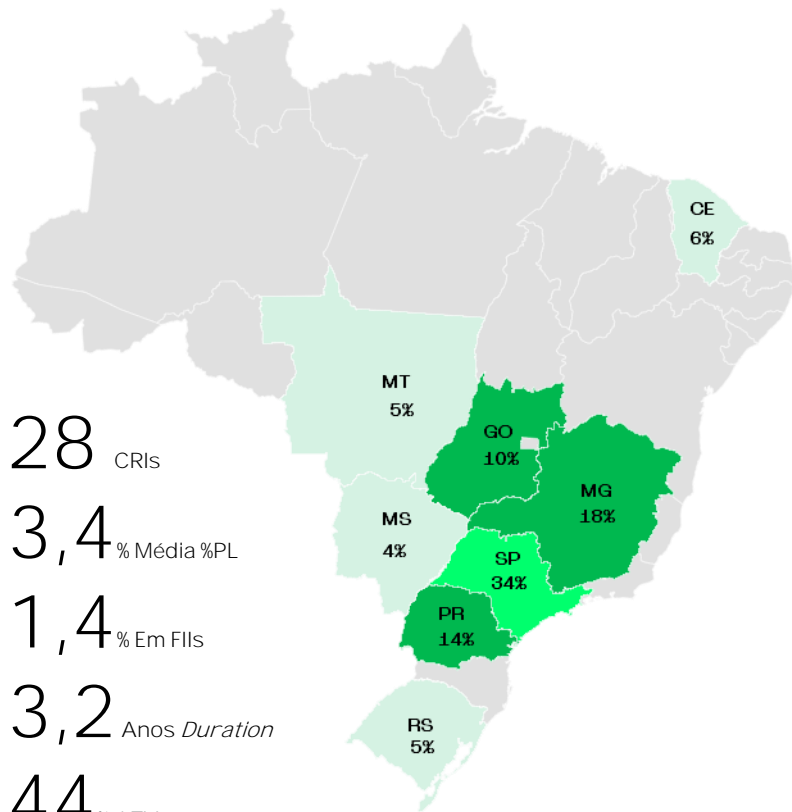 CE
6%
MT
5%
GO
10%
MG
18%
MS
4%
SP
34%
PR
14%
RS
5%
28 CRIs
3,4 % Média %PL
1,4 % Em FIIs
3,2 Anos Duration
44